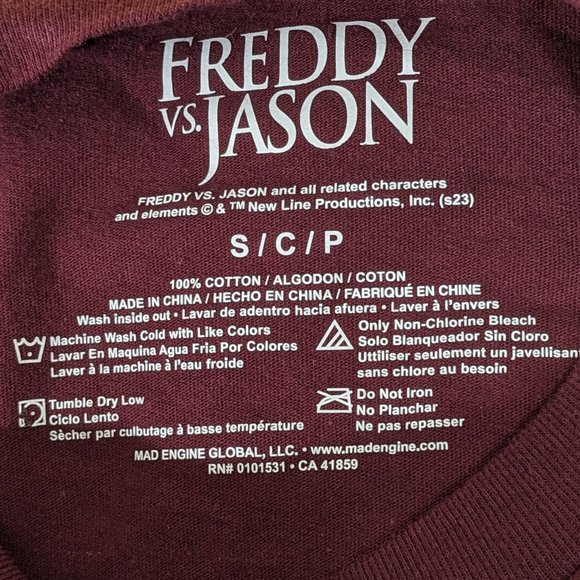 FREDDY
VS. JASON
FREDDY VS. JASON and all related characters
and elements © & ™ New Line Productions, Inc. (s23)
S / C / P
100% COTTON / ALGODON / COTON
MADE IN CHINA / HECHO EN CHINA / FABRIQUÉ EN CHINE
Wash inside out • Lavar de adentro hacia afuera • Laver à l'envers
Machine Wash Cold with Like Colors
Lavar En Maquina Agua Fria Por Colores
Laver à la machine à l'eau froide
Only Non-Chlorine Bleach
Solo Blanqueador Sin Cloro
Utiliser seulement un javellisant
sans chlore au besoin
Tumble Dry Low
Ciclo Lento
Sècher par culbutage à basse température
Do Not Iron
No Planchar
Ne pas repasser
MAD ENGINE GLOBAL, LLC. • www.madengine.com
RN# 0101531 • CA 41859